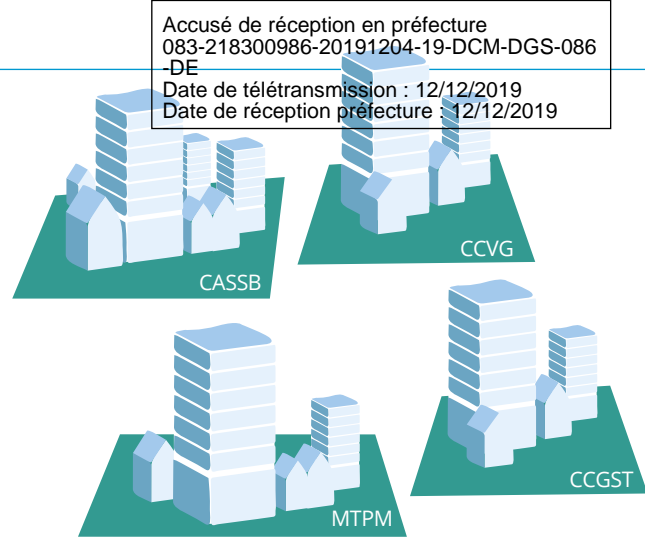 Accusé de réception en préfecture
083-218300986-20191204-19-DCM-DGS-086
-DE
Date de télétransmission : 12/12/2019
Date de réception préfecture : 12/12/2019
CCVG
CASSB
CCGST
MTPM